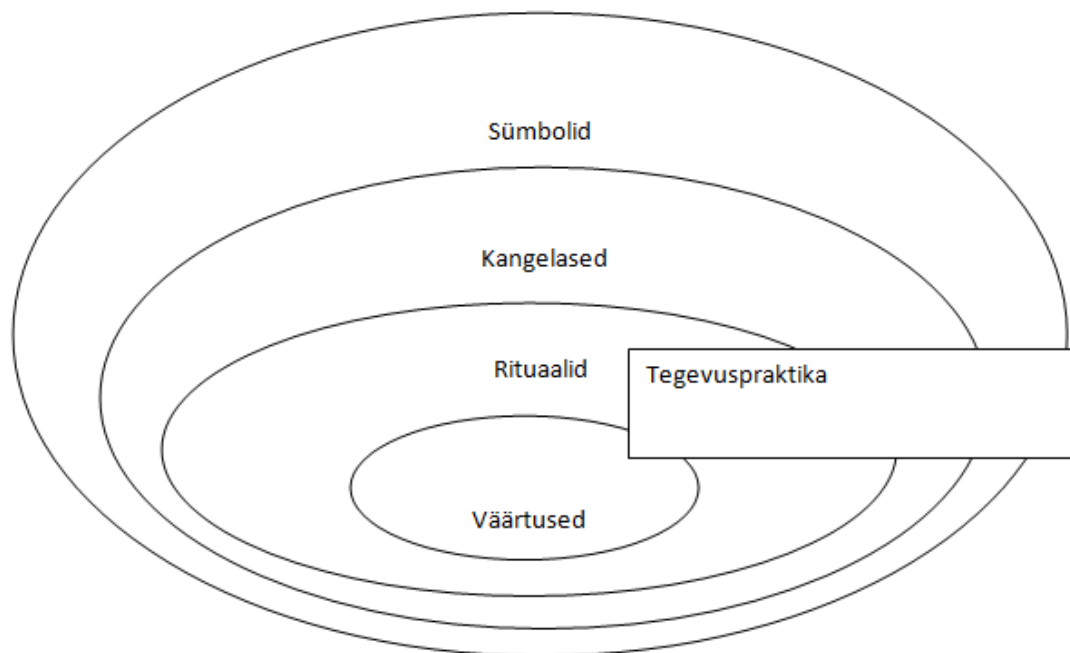 Sümbolid
Kangelased
Rituaalid
Tegevuspraktika
Väärtused